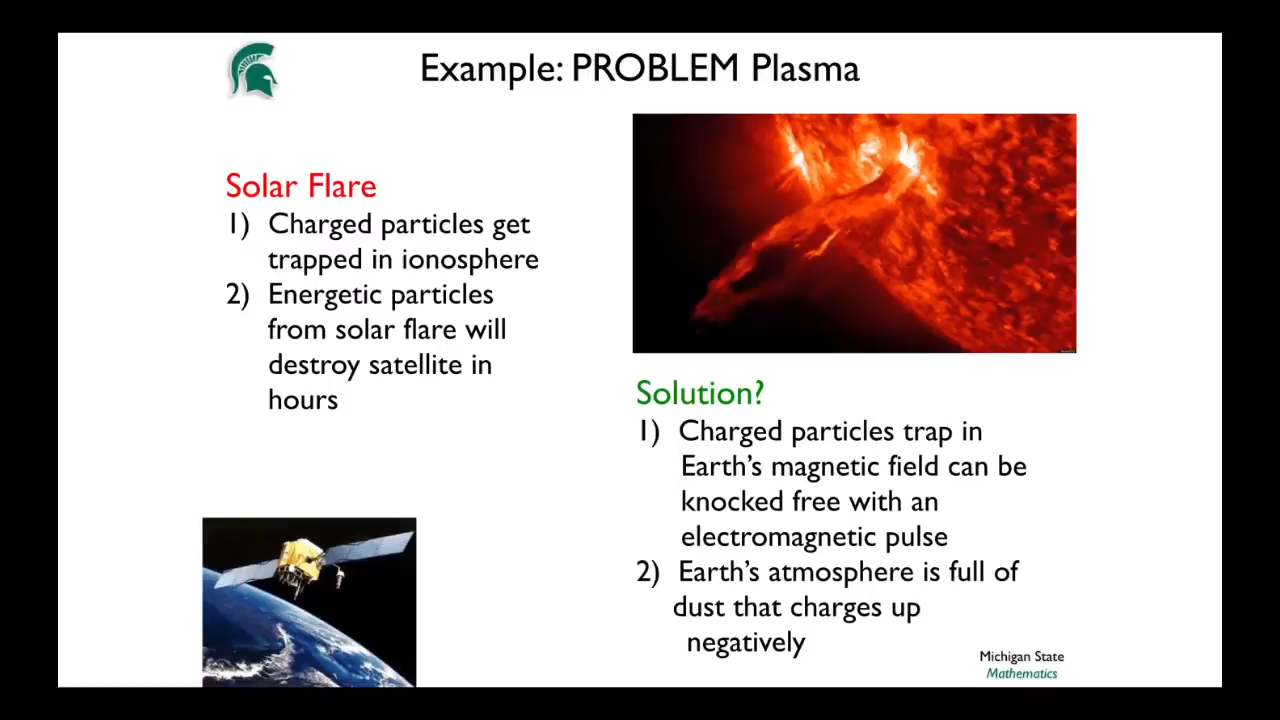 Example: PROBLEM Plasma
Solar Flare
1) Charged particles get
trapped in ionosphere
2) Energetic particles
from solar flare will
destroy satellite in
hours
Solution?
1) Charged particles trap in
Earth's magnetic field can be
knocked free with an
electromagnetic pulse
2) Earth's atmosphere is full of
dust that charges up
negatively
Michigan State
Mathematics